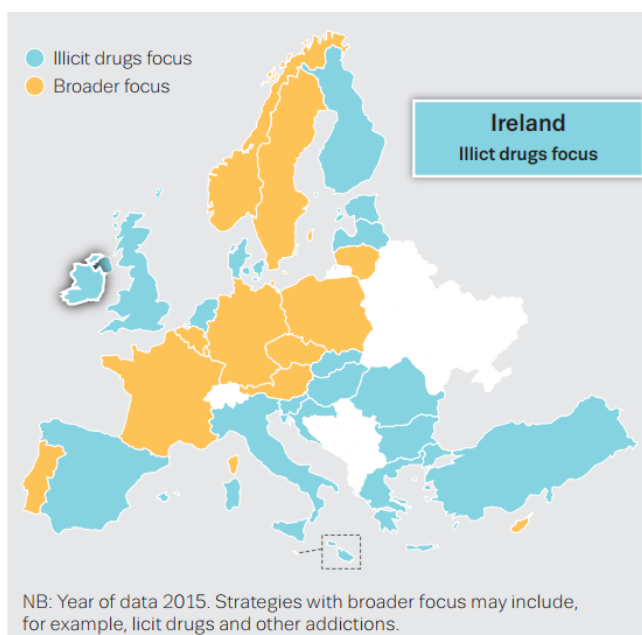 Illicit drugs focus
Broader focus
Ireland
Illict drugs focus
NB: Year of data 2015. Strategies with broader focus may include,
for example, licit drugs and other addictions.